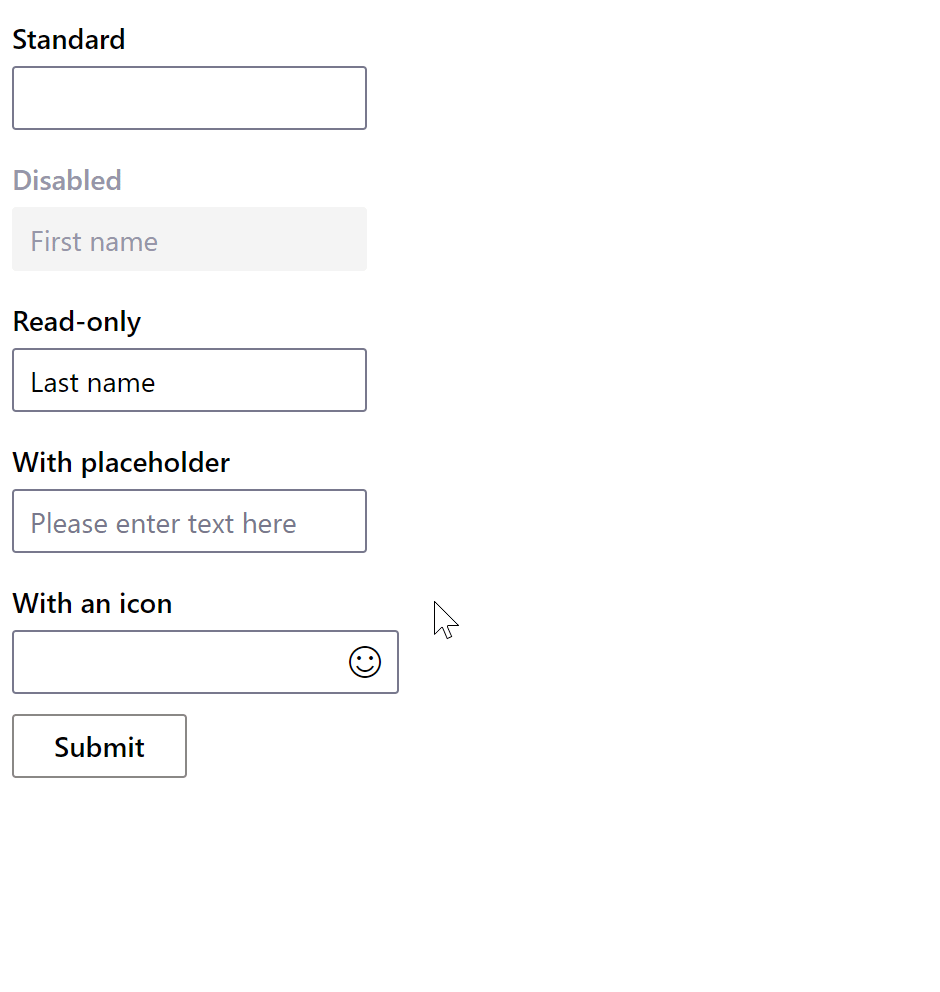 Standard
Disabled
First name
Read-only
Last name
With placeholder
Please enter text here
With an icon
Submit